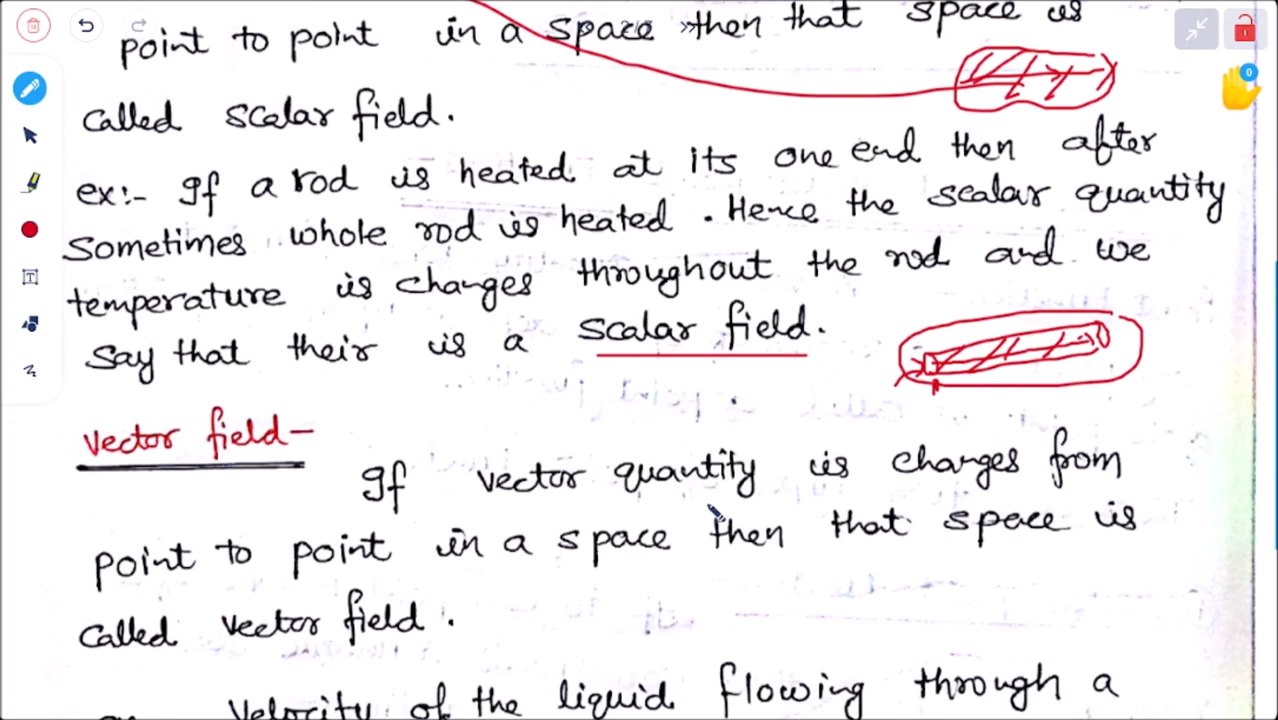 point to point in a space then that space is
called scalar field.
ex:- If a rod is heated at its one end then after
Sometimes whole rod is heated. Hence the scalar quantity
temperature is changes throughout the rod and we
Say that their is a scalar field.
Vector field-
If vector quantity is changes from
point to point in a space then that space is
called vector field.
Velocity of the liquid flowing through a
0